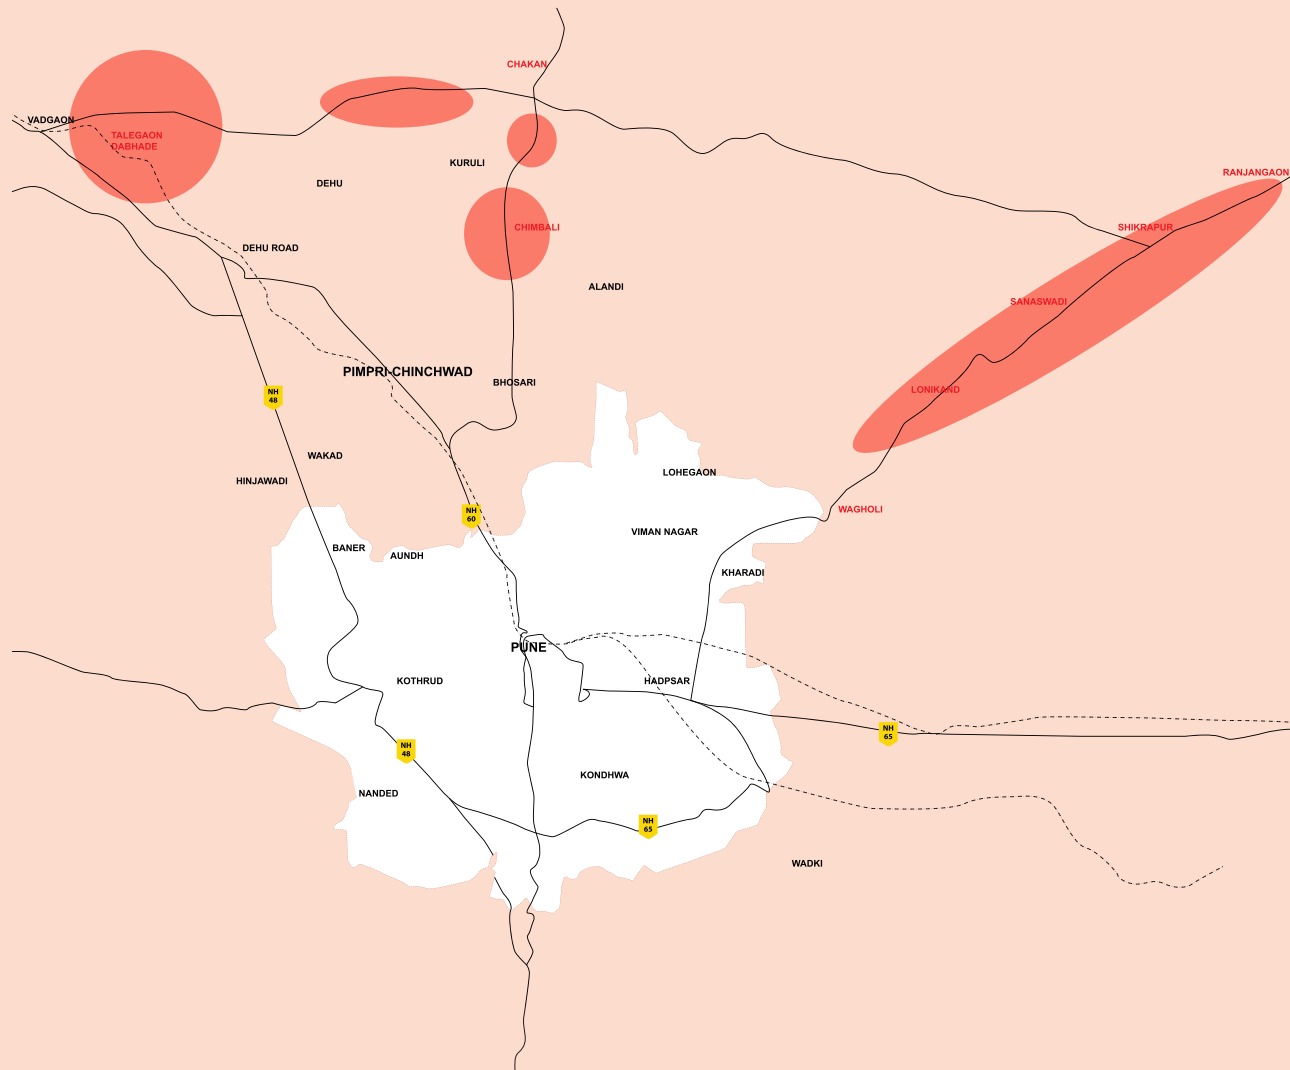 CHAKAN
VADGAON
TALEGAON
DABHADE
KURULI
RANJANGAON
DEHU
CHIMBALI
SHIKRAPUR
DEHU ROAD
ALANDI
SANASWADI
PIMPRI-CHINCHWAD
BHOSARI
LONIKAND
NH
48
WAKAD
LOHEGAON
HINJAWADI
WAGHOLI
NH
60
VIMAN NAGAR
BANER
AUNDH
KHARADI
PUNE
KOTHRUD
HADPSAR
NH
65
NH
48
KONDHWA
NANDED
NH
65
WADKI